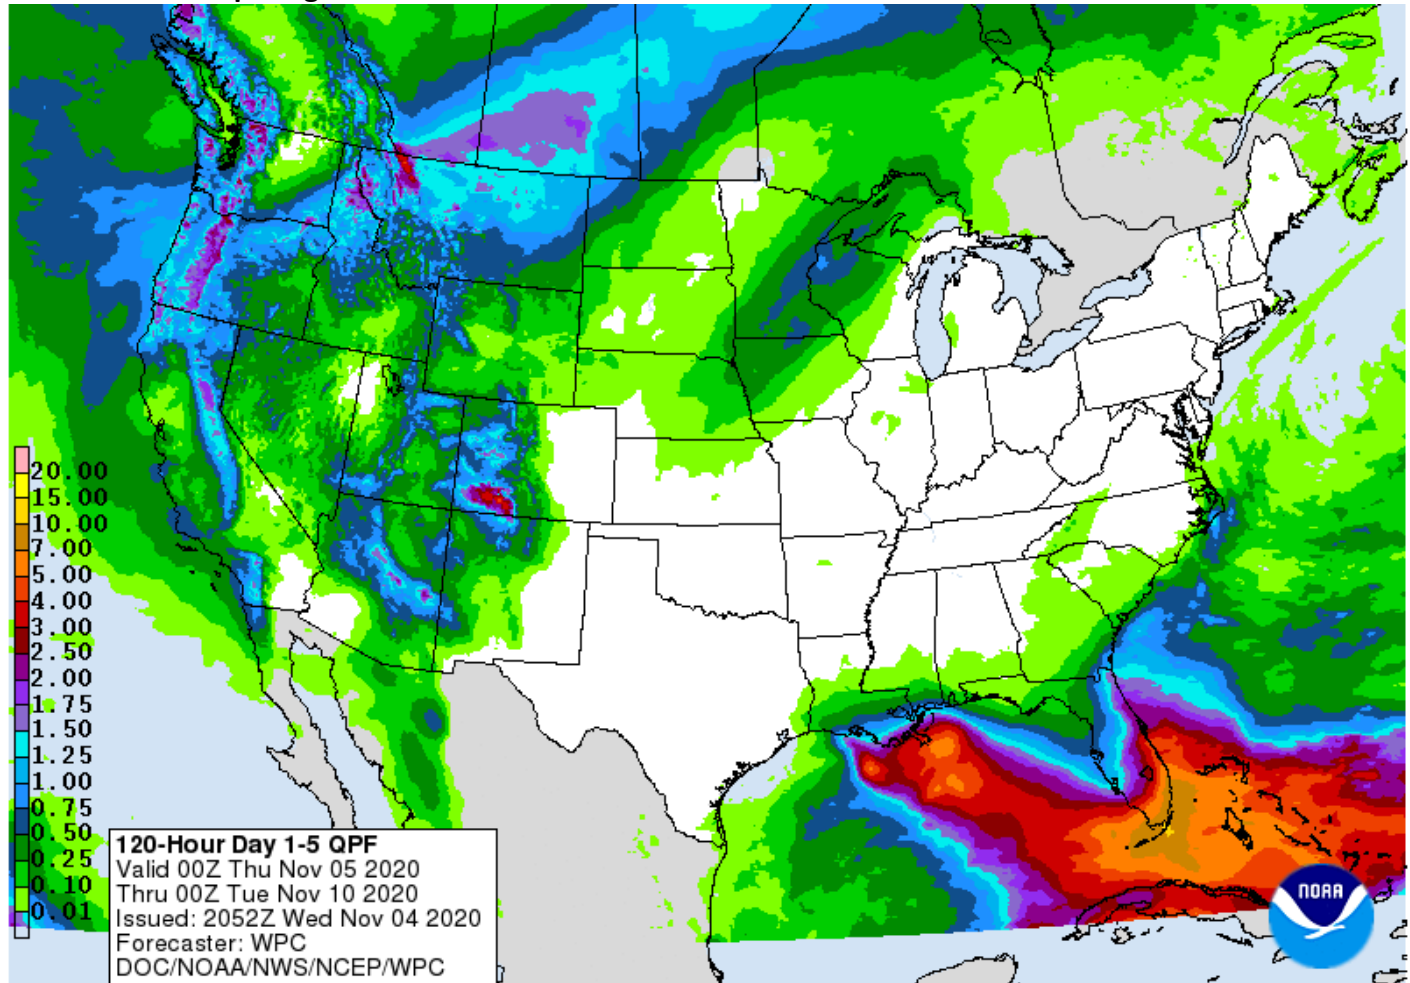 20.00
15.00
10.00
7.00
5.00
4.00
3.00
2.50
2.00
1.75
1.50
1.25
1.00
0.75
0.50
0.25
0.10
0.01
120-Hour Day 1-5 QPF
Valid 00Z Thu Nov 05 2020
Thru 00Z Tue Nov 10 2020
Issued: 2052Z Wed Nov 04 2020
Forecaster: WPC
DOC/NOAA/NWS/NCEP/WPC
NOAA